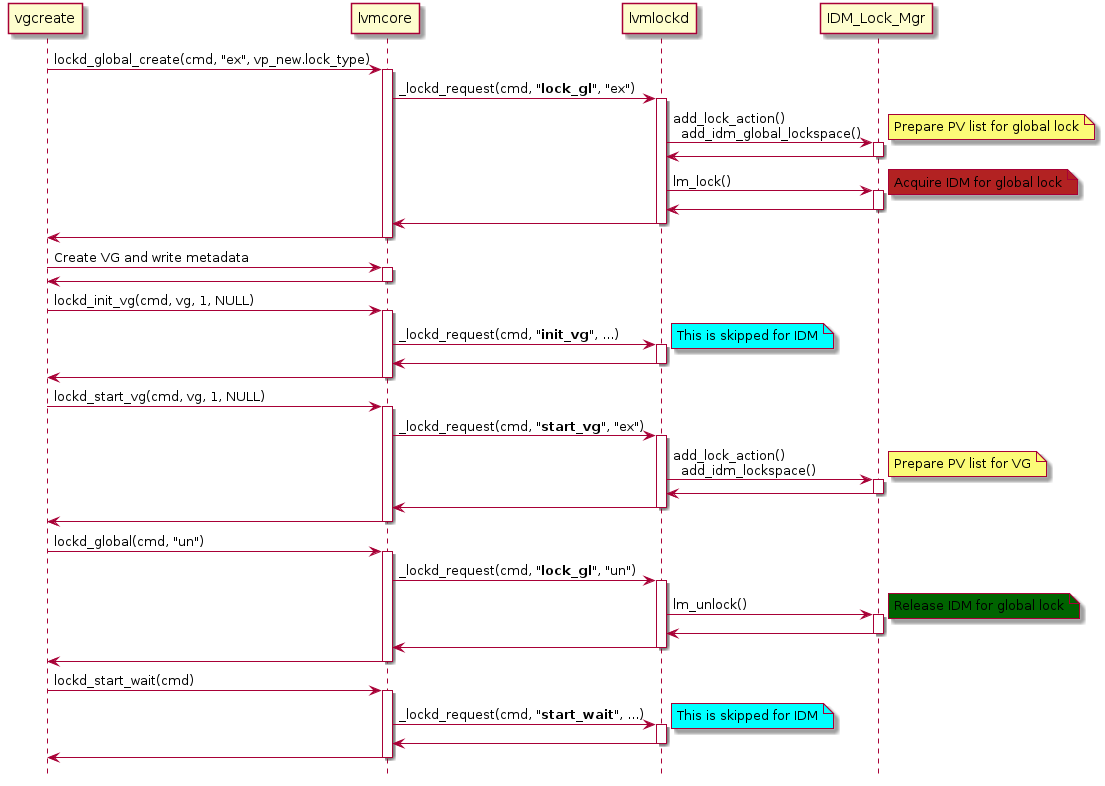 vgcreate
lvmcore
lvmlockd
IDM_Lock_Mgr
lockd_global_create(cmd, "ex", vp_new.lock_type)
_lockd_request(cmd, "lock_gl", "ex")
add_lock_action()
add_idm_global_lockspace()
Prepare PV list for global lock
lm_lock()
Acquire IDM for global lock
Create VG and write metadata
lockd_init_vg(cmd, vg, 1, NULL)
_lockd_request(cmd, "init_vg", ...)
This is skipped for IDM
lockd_start_vg(cmd, vg, 1, NULL)
_lockd_request(cmd, "start_vg", "ex")
add_lock_action()
add_idm_lockspace()
Prepare PV list for VG
lockd_global(cmd, "un")
_lockd_request(cmd, "lock_gl", "un")
lm_unlock()
Release IDM for global lock
lockd_start_wait(cmd)
_lockd_request(cmd, "start_wait", ...)
This is skipped for IDM